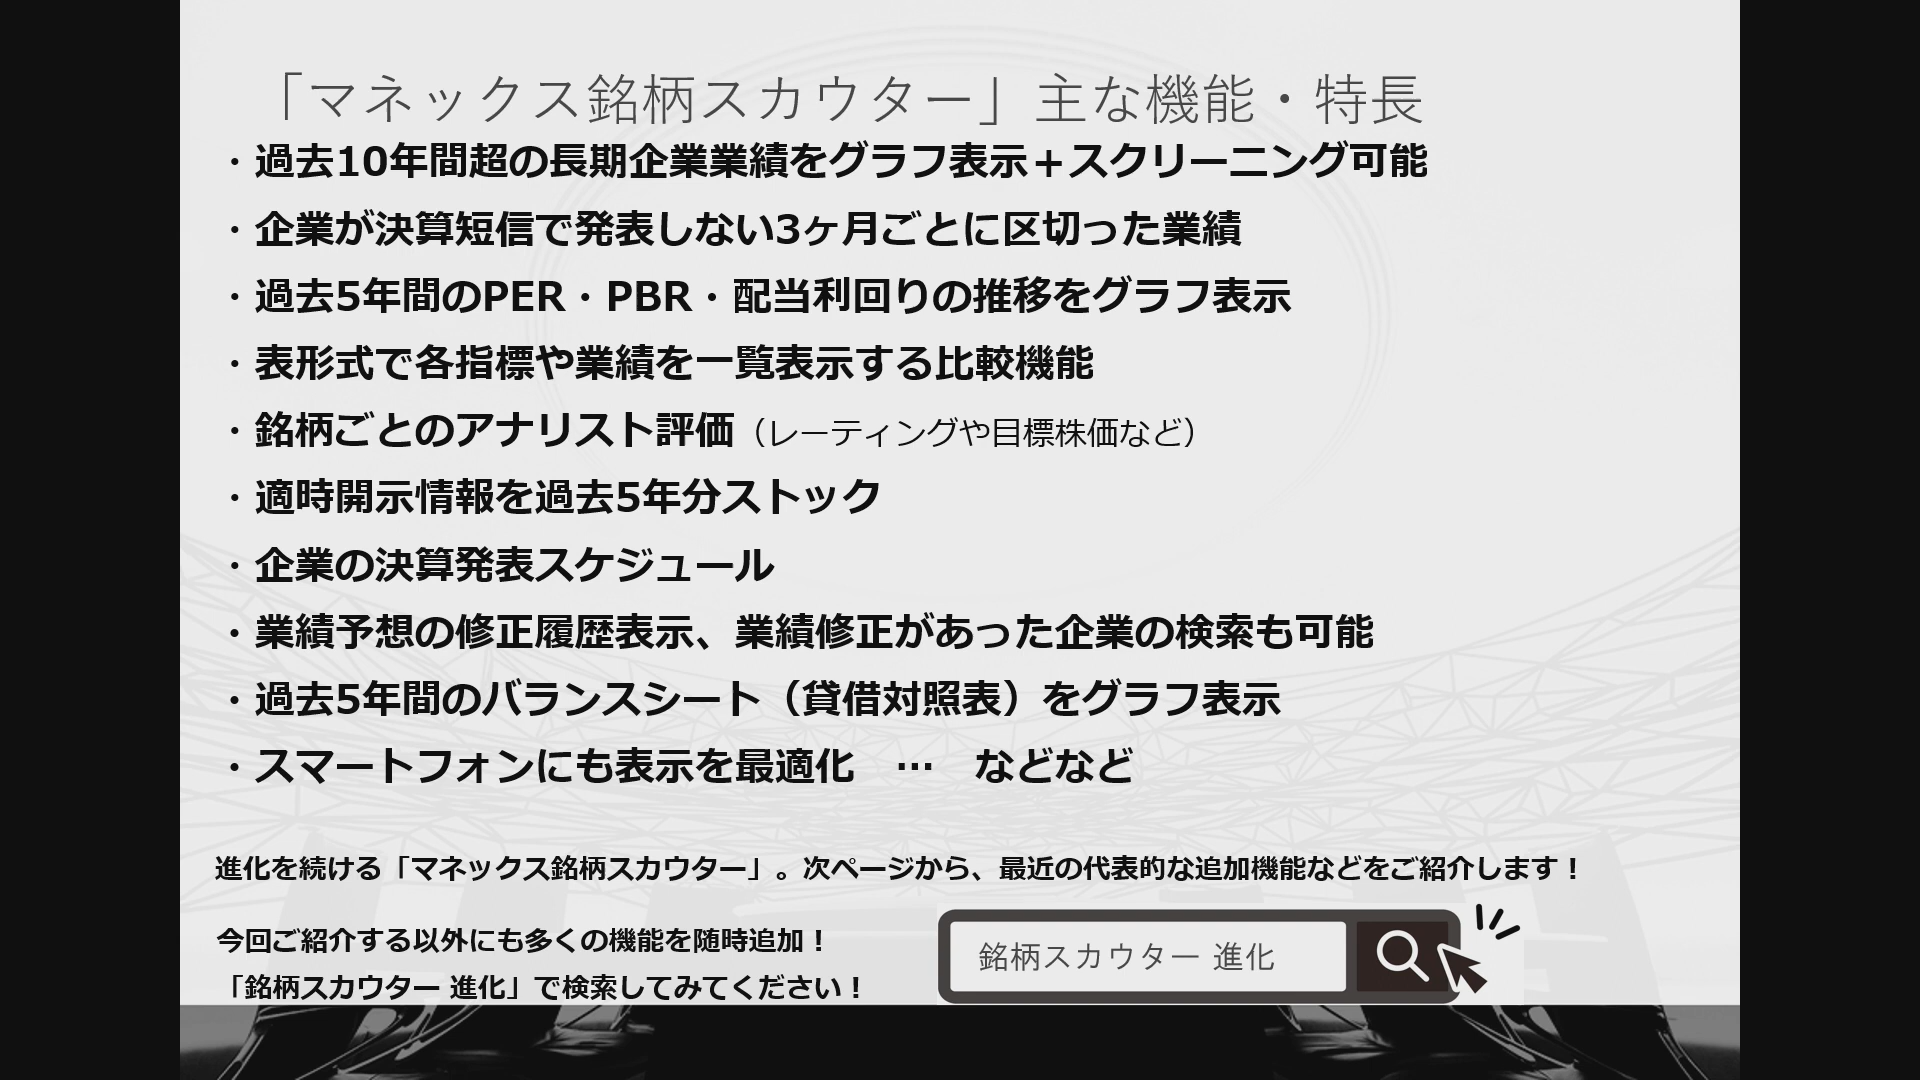 「マネックス銘柄スカウター」主な機能・特長
・過去10年間超の長期企業業績をグラフ表示＋スクリーニング可能
・企業が決算短信で発表しない3ヶ月ごとに区切った業績
・過去5年間のPER・PBR・配当利回りの推移をグラフ表示
・表形式で各指標や業績を一覧表示する比較機能
・銘柄ごとのアナリスト評価（レーティングや目標株価など）
・適時開示情報を過去5年分ストック
・企業の決算発表スケジュール
・業績予想の修正履歴表示、業績修正があった企業の検索も可能
・過去5年間のバランスシート（貸借対照表）をグラフ表示
・スマートフォンにも表示を最適化　…　などなど
進化を続ける「マネックス銘柄スカウター」。次ページから、最近の代表的な追加機能などをご紹介します！
今回ご紹介する以外にも多くの機能を随時追加！
「銘柄スカウター 進化」で検索してみてください！
銘柄スカウター 進化